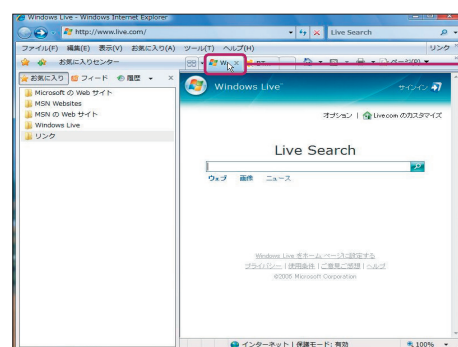 Windows Live - Windows Internet Explorer
http://www.live.com/
Live Search
ファイル(F) 編集(E) 表示(V) お気に入り(A) ツール(T) ヘルプ(H)
リンク
お気に入りセンター
ページ(P)
お気に入り フィード 履歴
Microsoft の Web サイト
MSN Websites
MSN の Web サイト
Windows Live
リンク
Windows Live
サインイン
オプション | Live.com のカスタマイズ
Live Search
ウェブ 画像 ニュース
Windows Live をホーム ページに設定する
プライバシー | 使用条件 | ご意見ご感想 | ヘルプ
©2006 Microsoft Corporation
インターネット | 保護モード: 有効
100%